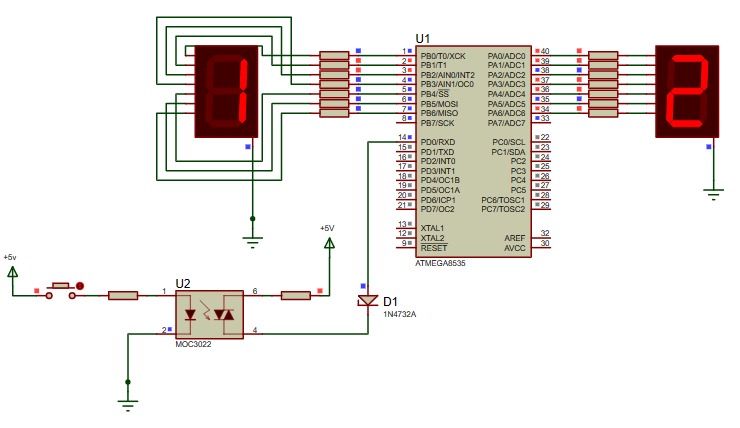 U1
1 PB0/T0/XCK PA0/ADC0 40
2 PB1/T1 PA1/ADC1 39
3 PB2/AIN0/INT2 PA2/ADC2 38
4 PB3/AIN1/OC0 PA3/ADC3 37
5 PB4/SS PA4/ADC4 36
6 PB5/MOSI PA5/ADC5 35
7 PB6/MISO PA6/ADC6 34
8 PB7/SCK PA7/ADC7 33
14 PD0/RXD PC0/SCL 22
15 PD1/TXD PC1/SDA 23
16 PD2/INT0 PC2 24
17 PD3/INT1 PC3 25
18 PD4/OC1B PC4 26
19 PD5/OC1A PC5 27
20 PD6/ICP1 PC6/TOSC1 28
21 PD7/OC2 PC7/TOSC2 29
13 XTAL1
12 XTAL2 AREF 32
9 RESET AVCC 30
ATMEGA8535
1
2
+5v
+5V
U2
1 6
2 4
MOC3022
D1
1N4732A